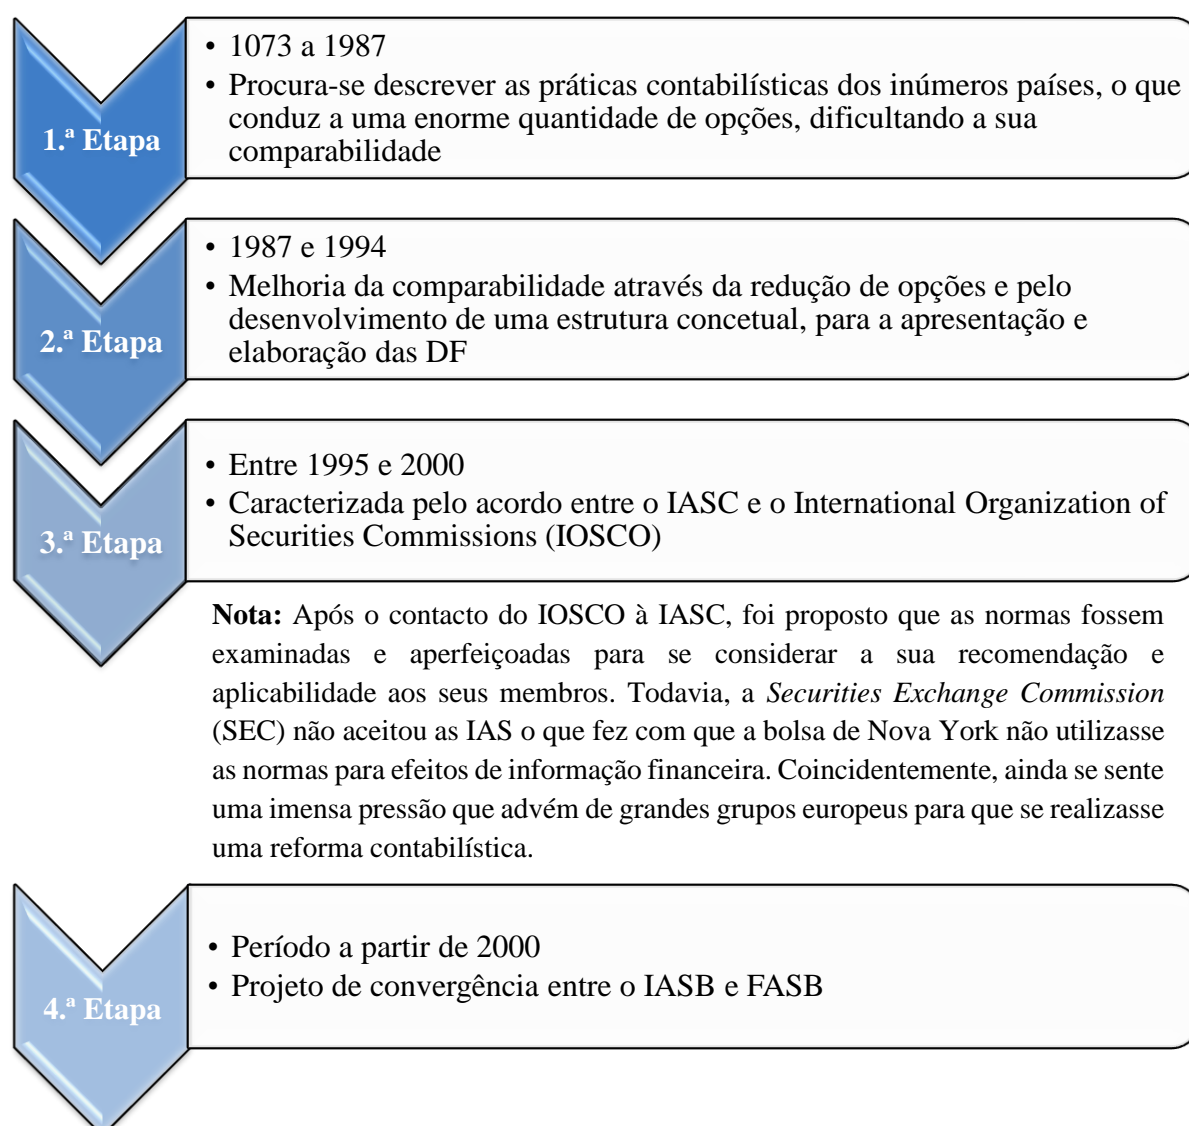 1.ª Etapa
• 1073 a 1987
• Procura-se descrever as práticas contabilísticas dos inúmeros países, o que
conduz a uma enorme quantidade de opções, dificultando a sua
comparabilidade
2.ª Etapa
• 1987 e 1994
• Melhoria da comparabilidade através da redução de opções e pelo
desenvolvimento de uma estrutura concetual, para a apresentação e
elaboração das DF
3.ª Etapa
• Entre 1995 e 2000
• Caracterizada pelo acordo entre o IASC e o International Organization of
Securities Commissions (IOSCO)
Nota: Após o contacto do IOSCO à IASC, foi proposto que as normas fossem
examinadas e aperfeiçoadas para se considerar a sua recomendação e
aplicabilidade aos seus membros. Todavia, a Securities Exchange Commission
(SEC) não aceitou as IAS o que fez com que a bolsa de Nova York não utilizasse
as normas para efeitos de informação financeira. Coincidentemente, ainda se sente
uma imensa pressão que advém de grandes grupos europeus para que se realizasse
uma reforma contabilística.
4.ª Etapa
• Período a partir de 2000
• Projeto de convergência entre o IASB e FASB